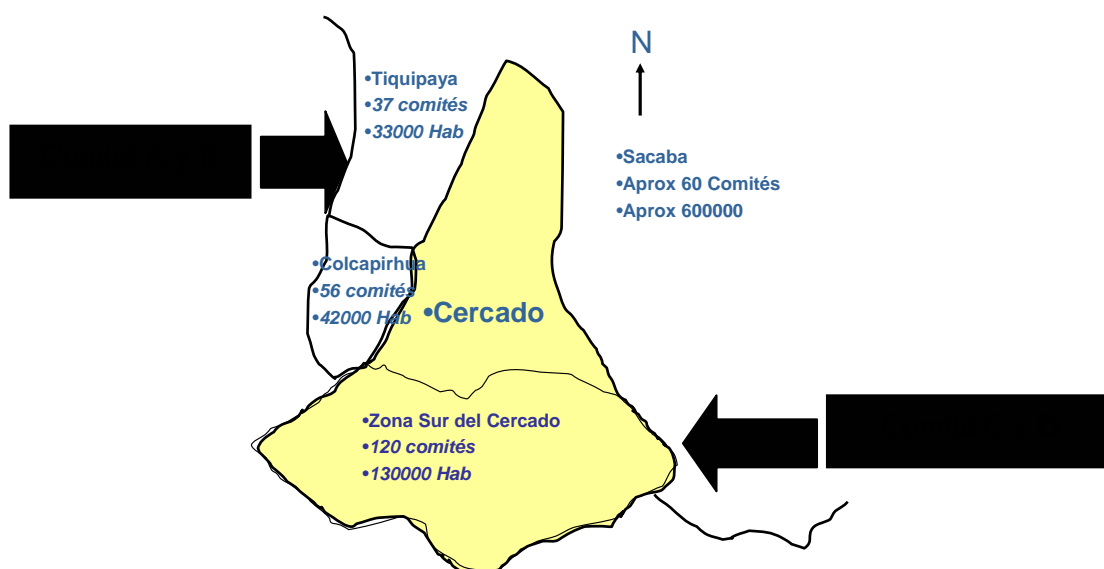 N
•Tiquipaya
•37 comités
•33000 Hab
•Sacaba
•Aprox 60 Comités
•Aprox 600000
•Colcapirhua
•56 comités
•42000 Hab
•Cercado
•Zona Sur del Cercado
•120 comités
•130000 Hab